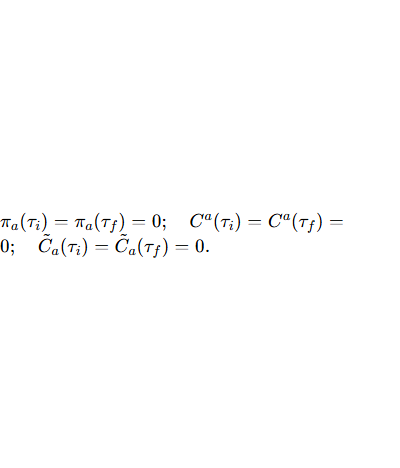 π_a(τ_i) = π_a(τ_f) = 0;    C^a(τ_i) = C^a(τ_f) =
0;    C̃_a(τ_i) = C̃_a(τ_f) = 0.